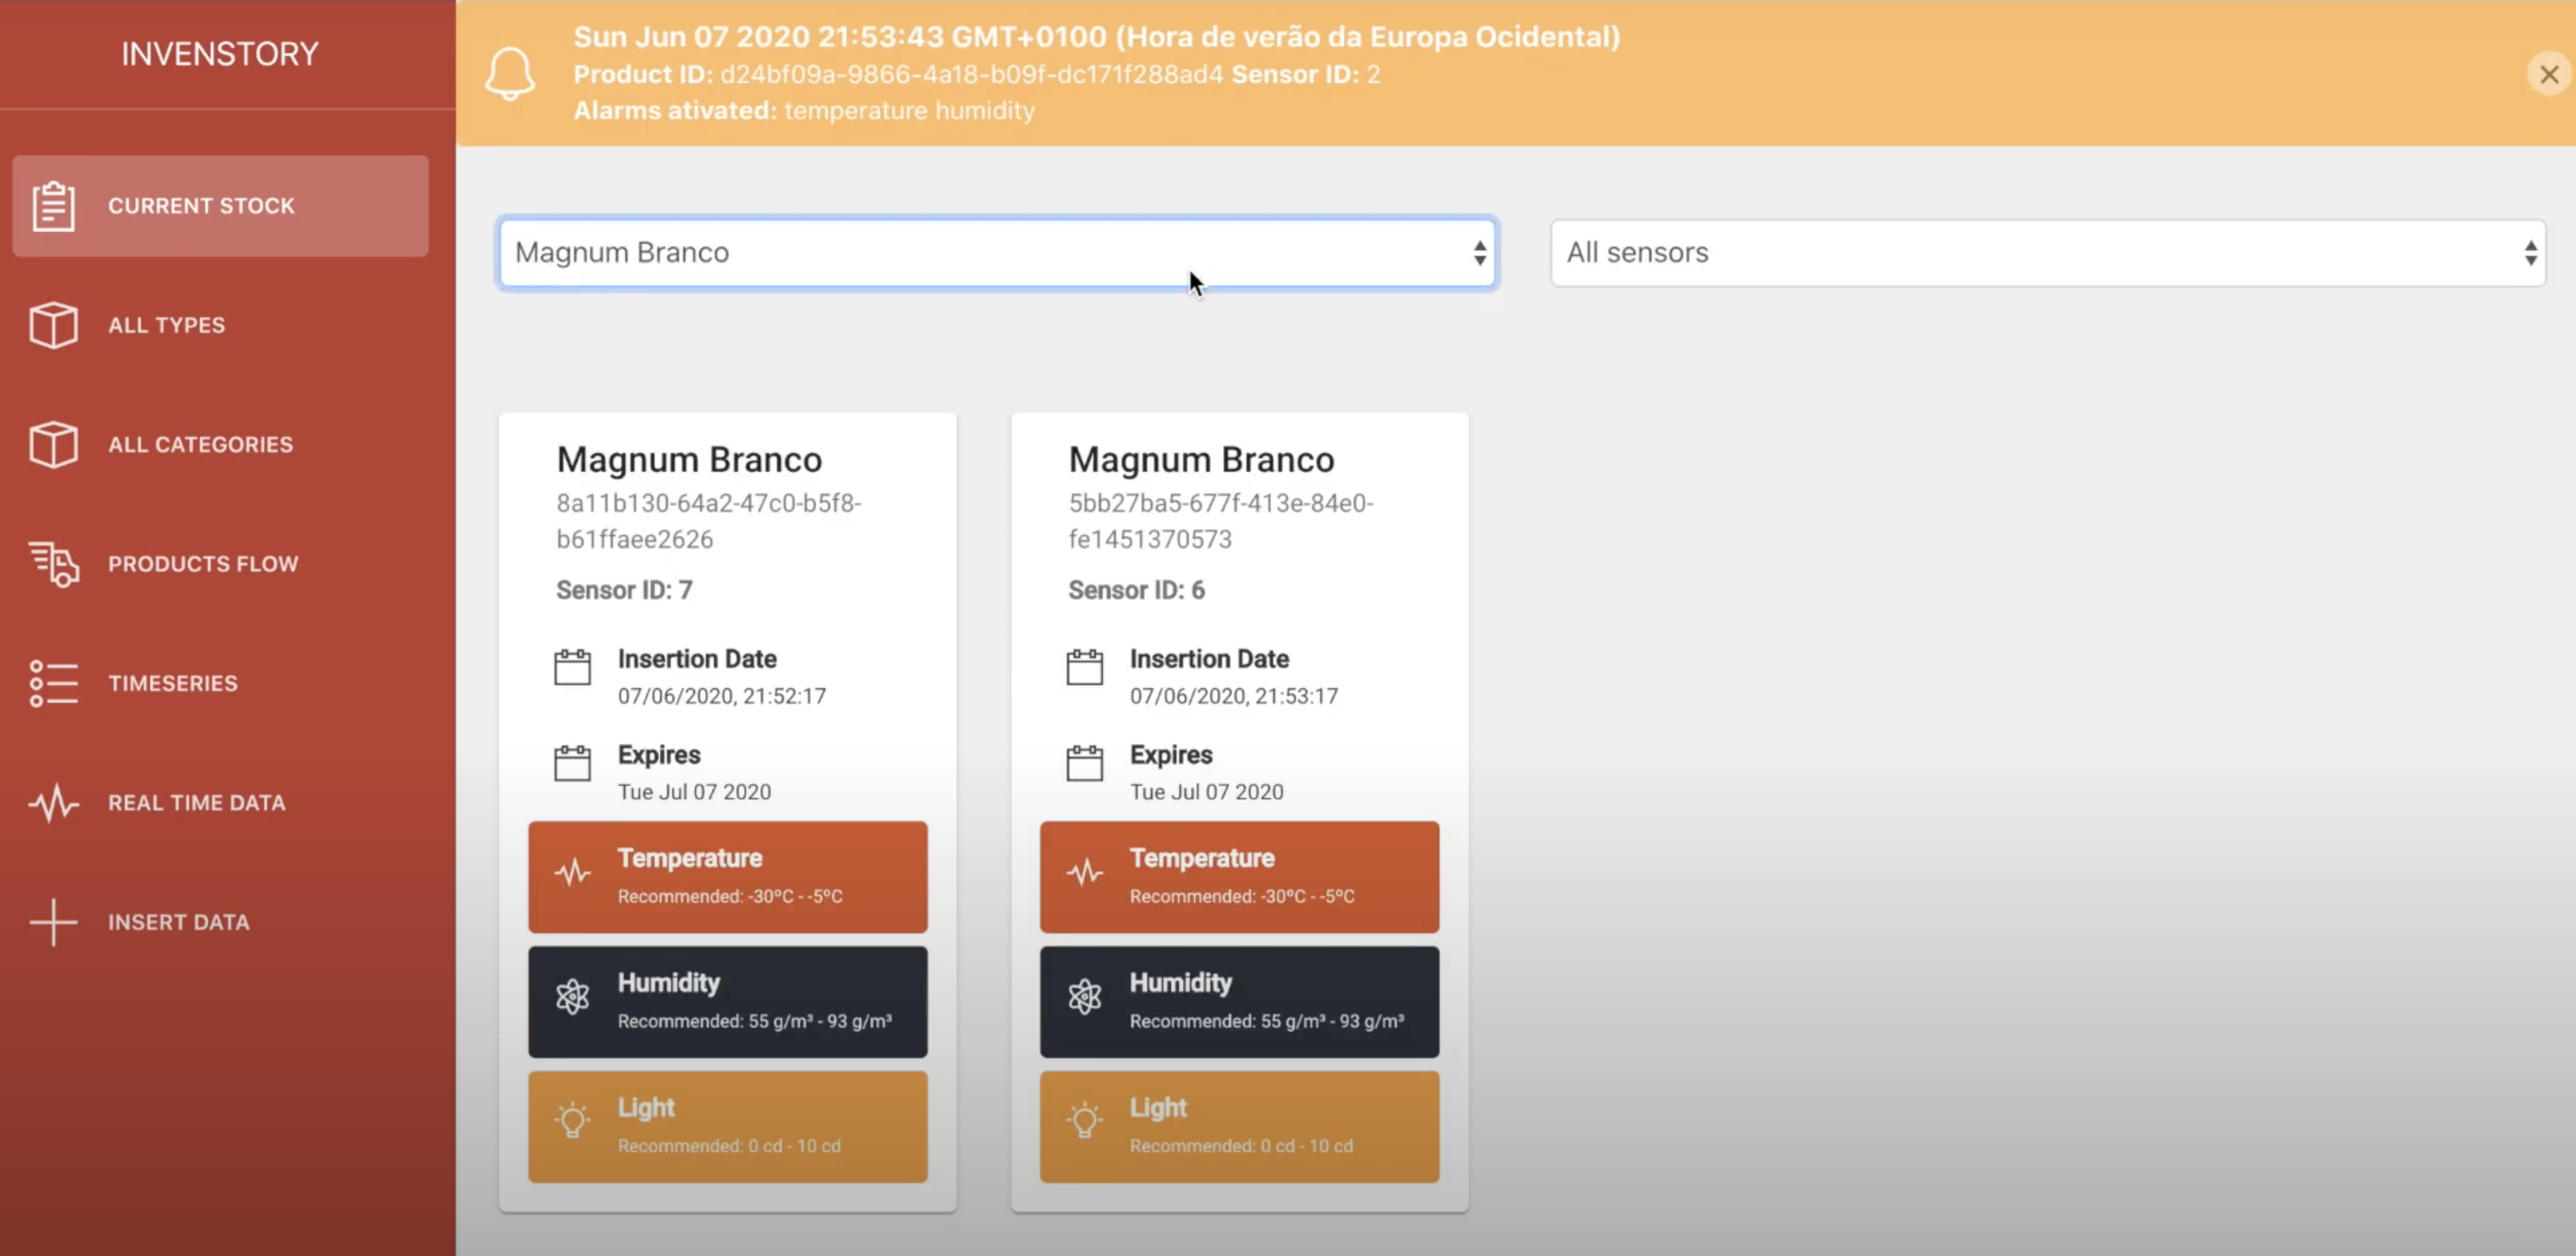 INVENSTORY
CURRENT STOCK
ALL TYPES
ALL CATEGORIES
PRODUCTS FLOW
TIMESERIES
REAL TIME DATA
INSERT DATA
Sun Jun 07 2020 21:53:43 GMT+0100 (Hora de verão da Europa Ocidental)
Product ID: d24bf09a-9866-4a18-b09f-dc171f288ad4 Sensor ID: 2
Alarms ativated: temperature humidity
Magnum Branco
All sensors
Magnum Branco
8a11b130-64a2-47c0-b5f8-
b61ffaee2626
Sensor ID: 7
Insertion Date
07/06/2020, 21:52:17
Expires
Tue Jul 07 2020
Temperature
Recommended: -30ºC - -5ºC
Humidity
Recommended: 55 g/m³ - 93 g/m³
Light
Recommended: 0 cd - 10 cd
Magnum Branco
5bb27ba5-677f-413e-84e0-
fe1451370573
Sensor ID: 6
Insertion Date
07/06/2020, 21:53:17
Expires
Tue Jul 07 2020
Temperature
Recommended: -30ºC - -5ºC
Humidity
Recommended: 55 g/m³ - 93 g/m³
Light
Recommended: 0 cd - 10 cd